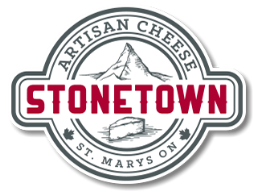 ARTISAN CHEESE
STONETOWN
ST. MARYS ON